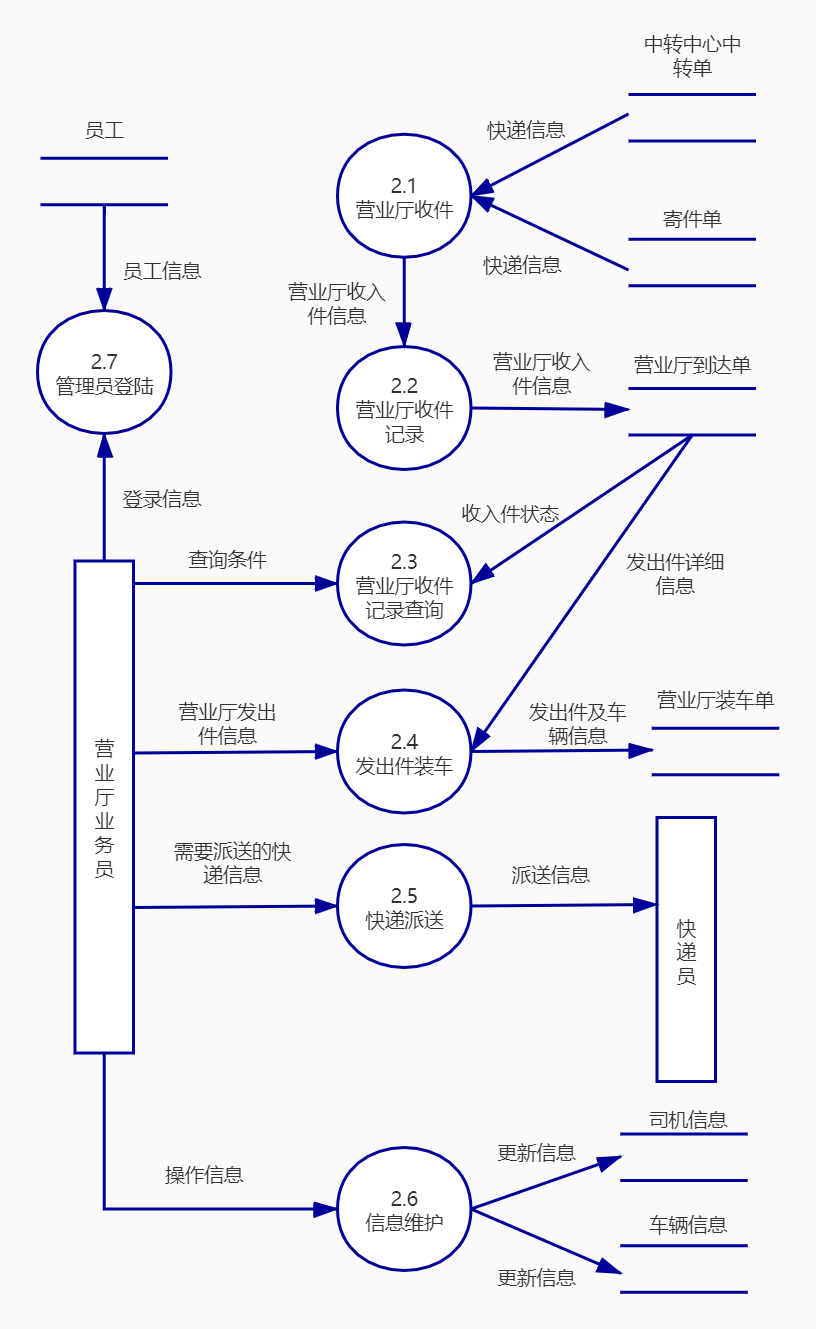 中转中心中
转单
员工
快递信息
2.1
营业厅收件
寄件单
快递信息
员工信息
营业厅收入
件信息
2.7
管理员登陆
2.2
营业厅收件
记录
营业厅收入
件信息
营业厅到达单
登录信息
收入件状态
查询条件
2.3
营业厅收件
记录查询
发出件详细
信息
营业厅发出
件信息
2.4
发出件装车
发出件及车
辆信息
营业厅装车单
营
业
厅
业
务
员
需要派送的快
递信息
2.5
快递派送
派送信息
快
递
员
司机信息
更新信息
操作信息
2.6
信息维护
车辆信息
更新信息